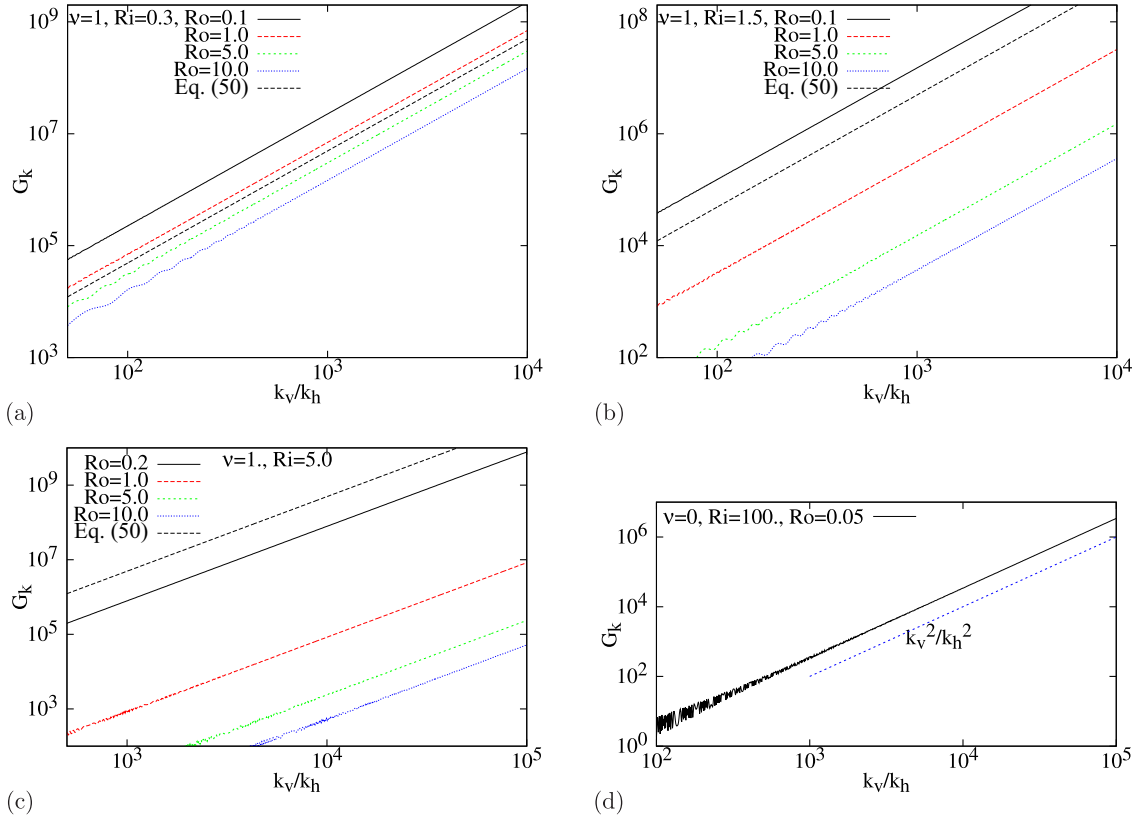 ν=1, Ri=0.3, Ro=0.1
Ro=1.0
Ro=5.0
Ro=10.0
Eq. (50)
10^9
10^7
10^5
10^3
G_k
10^2
10^3
10^4
k_v/k_h
(a)
ν=1, Ri=1.5, Ro=0.1
Ro=1.0
Ro=5.0
Ro=10.0
Eq. (50)
10^8
10^6
10^4
10^2
G_k
10^2
10^3
10^4
k_v/k_h
(b)
Ro=0.2
ν=1., Ri=5.0
Ro=1.0
Ro=5.0
Ro=10.0
Eq. (50)
10^9
10^7
10^5
10^3
G_k
10^3
10^4
10^5
k_v/k_h
(c)
ν=0, Ri=100., Ro=0.05
10^6
10^4
10^2
10^0
G_k
k_v^2/k_h^2
10^2
10^3
10^4
10^5
k_v/k_h
(d)